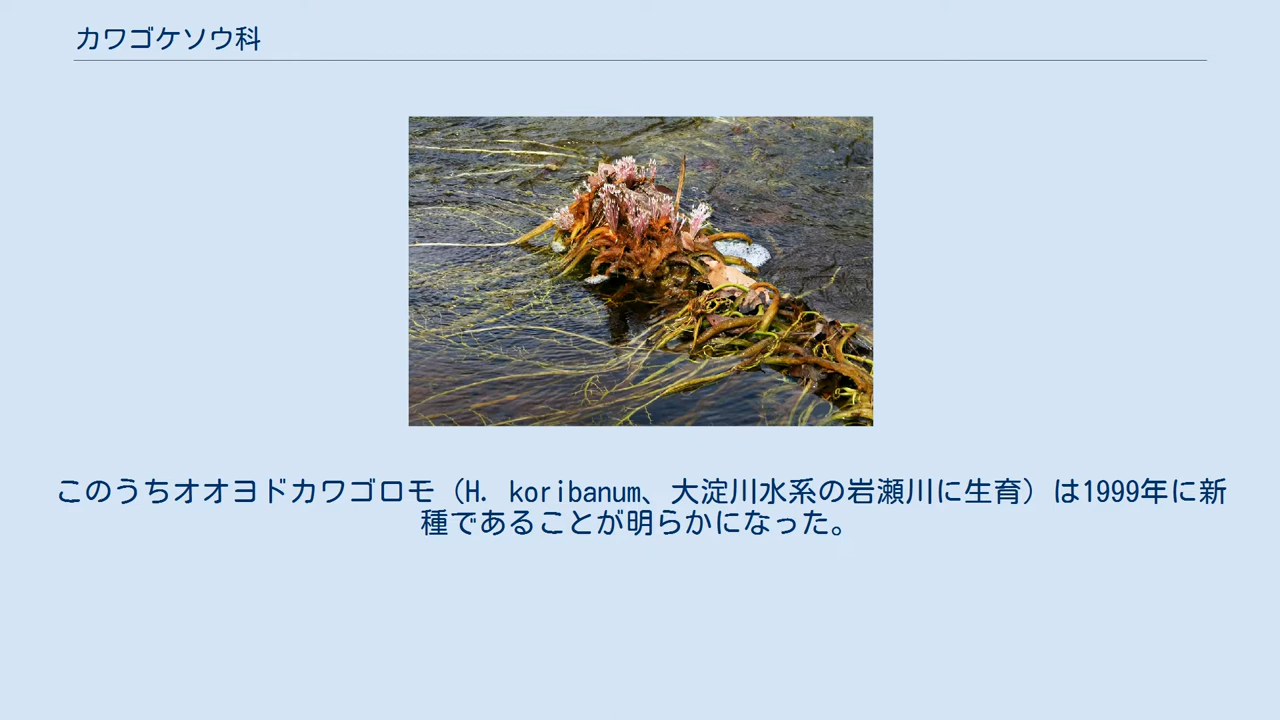 カワゴケソウ科
このうちオオヨドカワゴロモ（H. koribanum、大淀川水系の岩瀬川に生育）は1999年に新
種であることが明らかになった。